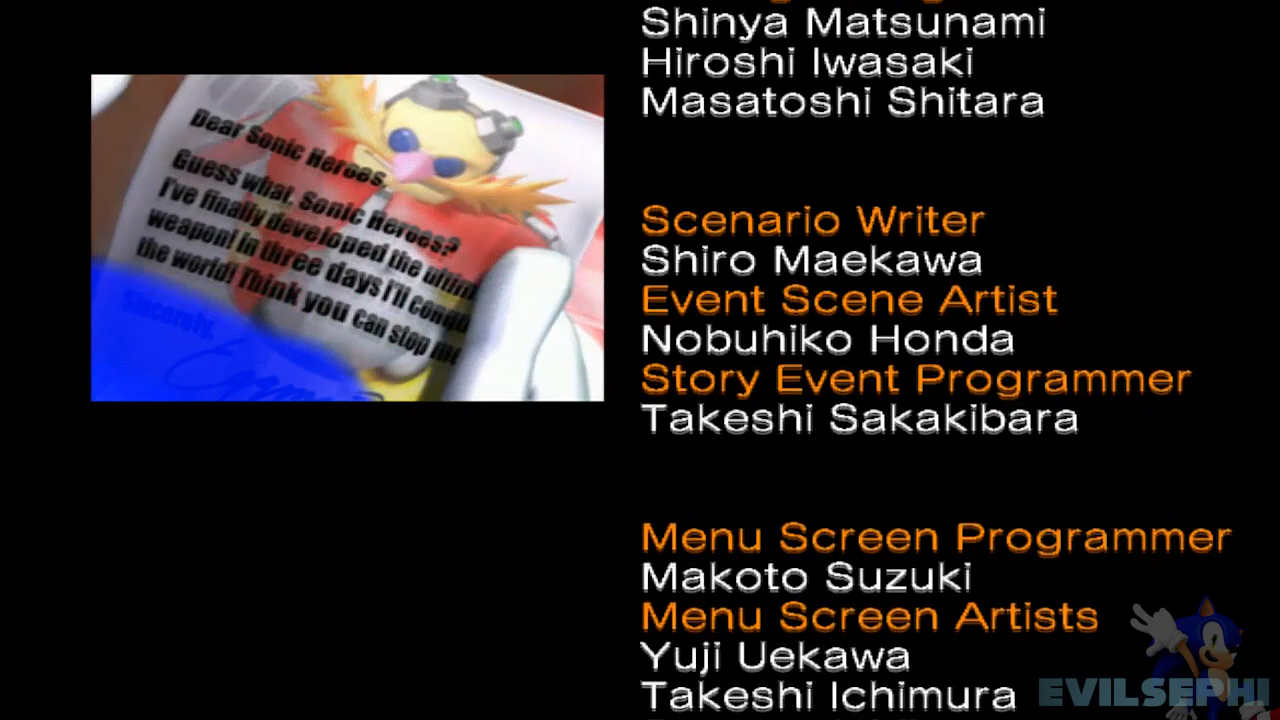 Dear Sonic Heroes,
Guess what, Sonic Heroes?
I've finally developed the
weapon! In three days I'll
the world! Think you can stop me
Sincerely,
Shinya Matsunami
Hiroshi Iwasaki
Masatoshi Shitara
Scenario Writer
Shiro Maekawa
Event Scene Artist
Nobuhiko Honda
Story Event Programmer
Takeshi Sakakibara
Menu Screen Programmer
Makoto Suzuki
Menu Screen Artists
Yuji Uekawa
Takeshi Ichimura
EVILSEPHI